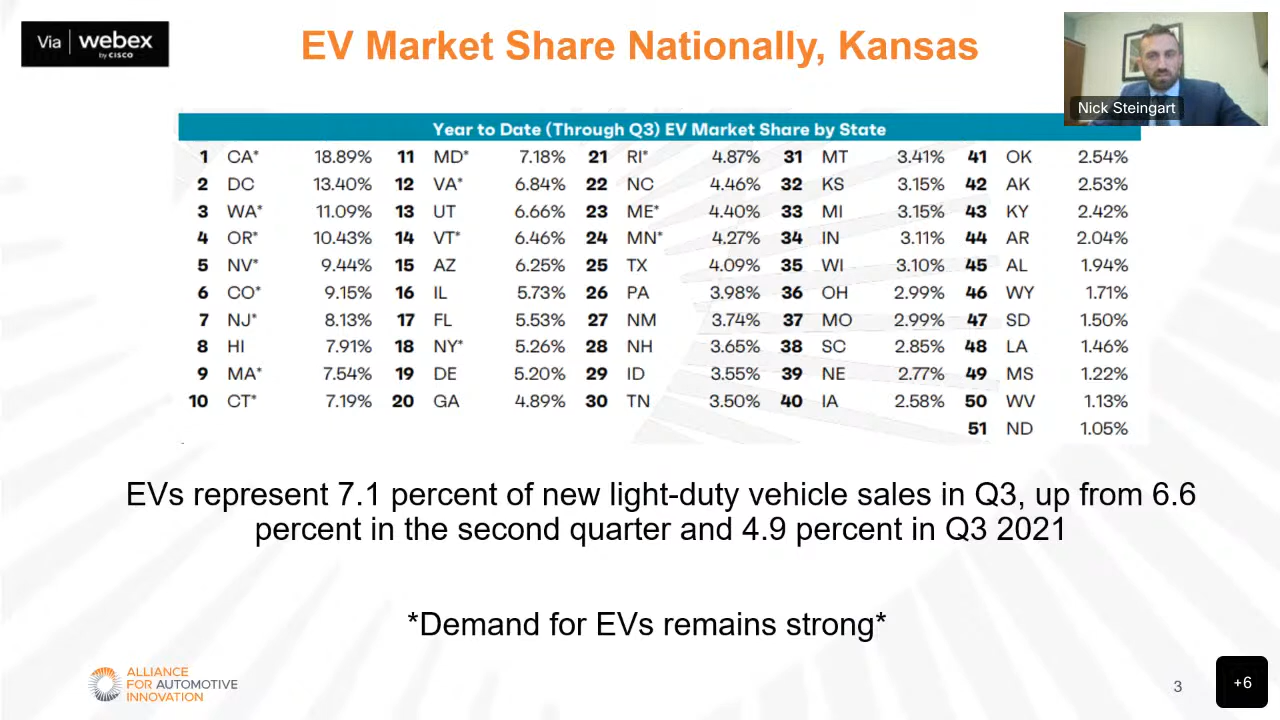 Via | webex
by CISCO
EV Market Share Nationally, Kansas
Nick Steingart
Year to Date (Through Q3) EV Market Share by State
1 CA* 18.89% 11 MD* 7.18% 21 RI* 4.87% 31 MT 3.41% 41 OK 2.54%
2 DC 13.40% 12 VA* 6.84% 22 NC 4.46% 32 KS 3.15% 42 AK 2.53%
3 WA* 11.09% 13 UT 6.66% 23 ME* 4.40% 33 MI 3.15% 43 KY 2.42%
4 OR* 10.43% 14 VT* 6.46% 24 MN* 4.27% 34 IN 3.11% 44 AR 2.04%
5 NV* 9.44% 15 AZ 6.25% 25 TX 4.09% 35 WI 3.10% 45 AL 1.94%
6 CO* 9.15% 16 IL 5.73% 26 PA 3.98% 36 OH 2.99% 46 WY 1.71%
7 NJ* 8.13% 17 FL 5.53% 27 NM 3.74% 37 MO 2.99% 47 SD 1.50%
8 HI 7.91% 18 NY* 5.26% 28 NH 3.65% 38 SC 2.85% 48 LA 1.46%
9 MA* 7.54% 19 DE 5.20% 29 ID 3.55% 39 NE 2.77% 49 MS 1.22%
10 CT* 7.19% 20 GA 4.89% 30 TN 3.50% 40 IA 2.58% 50 WV 1.13%
51 ND 1.05%
EVs represent 7.1 percent of new light-duty vehicle sales in Q3, up from 6.6
percent in the second quarter and 4.9 percent in Q3 2021
*Demand for EVs remains strong*
ALLIANCE
FOR AUTOMOTIVE
INNOVATION
3
+6